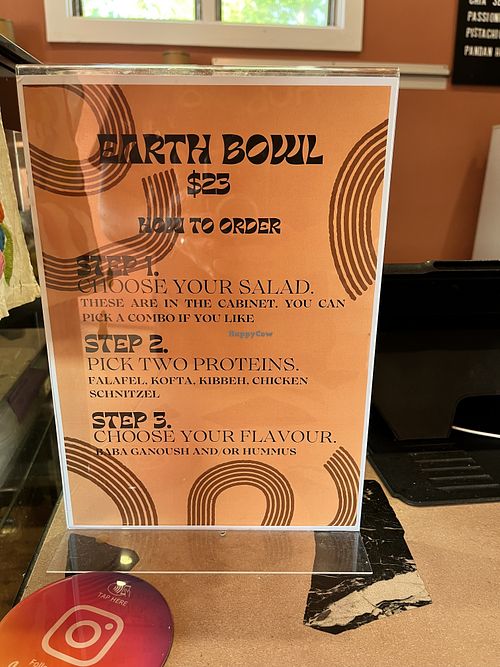 EARTH BOWL
$23
HOW TO ORDER
STEP 1.
CHOOSE YOUR SALAD.
THESE ARE IN THE CABINET. YOU CAN
PICK A COMBO IF YOU LIKE
HappyCow
STEP 2.
PICK TWO PROTEINS.
FALAFEL, KOFTA, KIBBEH, CHICKEN
SCHNITZEL
STEP 3.
CHOOSE YOUR FLAVOUR.
BABA GANOUSH AND/OR HUMMUS
TAP HERE
PASSION
PISTACHI
PANDAN